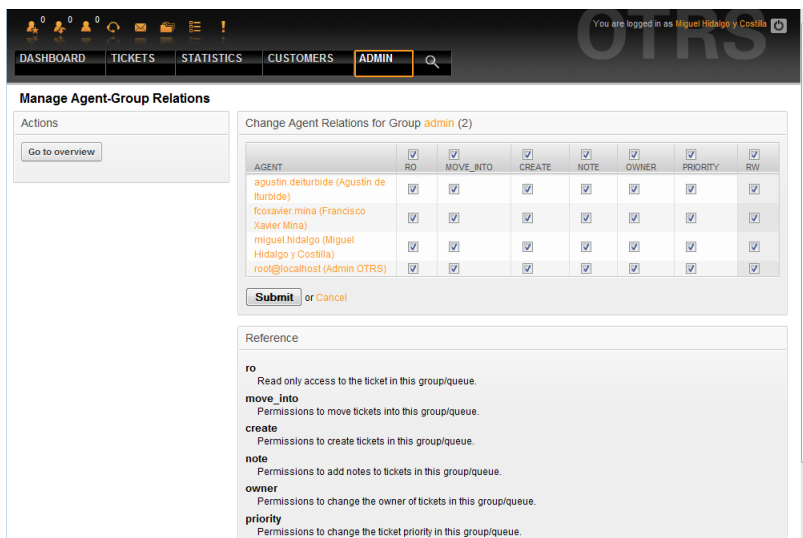 0 0 0
You are logged in as Miguel Hidalgo y Costilla
OTRS
DASHBOARD TICKETS STATISTICS CUSTOMERS ADMIN
Manage Agent-Group Relations
Actions
Go to overview
Change Agent Relations for Group admin (2)
AGENT RO MOVE_INTO CREATE NOTE OWNER PRIORITY RW
agustin.deiturbide (Agustín de
Iturbide)
fcoxavier.mina (Francisco
Xavier Mina)
miguel.hidalgo (Miguel
Hidalgo y Costilla)
root@localhost (Admin OTRS)
Submit or Cancel
Reference
ro
Read only access to the ticket in this group/queue.
move_into
Permissions to move tickets into this group/queue.
create
Permissions to create tickets in this group/queue.
note
Permissions to add notes to tickets in this group/queue.
owner
Permissions to change the owner of tickets in this group/queue.
priority
Permissions to change the ticket priority in this group/queue.